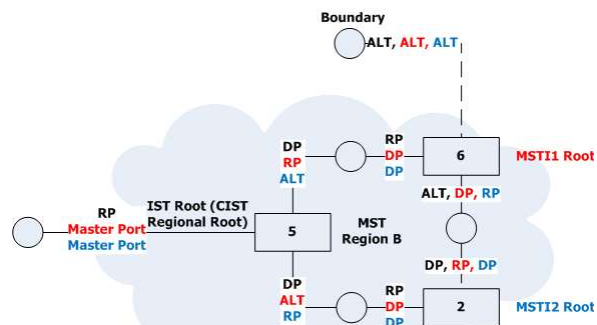 Boundary
ALT, ALT, ALT
DP
RP
ALT
RP
DP
DP
6
MSTI1 Root
ALT, DP, RP
RP
Master Port
Master Port
IST Root (CIST
Regional Root)
5
MST
Region B
DP, RP, DP
DP
ALT
RP
RP
DP
DP
2
MSTI2 Root